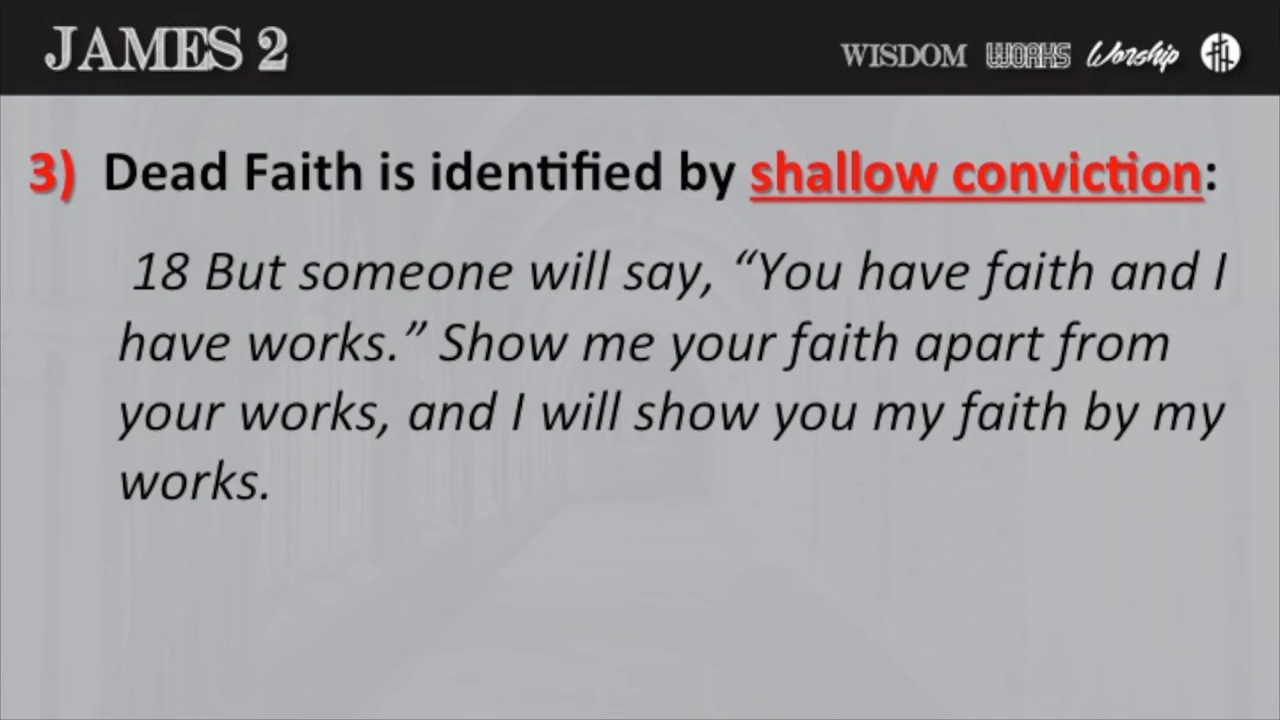 JAMES 2
WISDOM WORKS Worship
3) Dead Faith is identified by shallow conviction:
18 But someone will say, “You have faith and I
have works.” Show me your faith apart from
your works, and I will show you my faith by my
works.